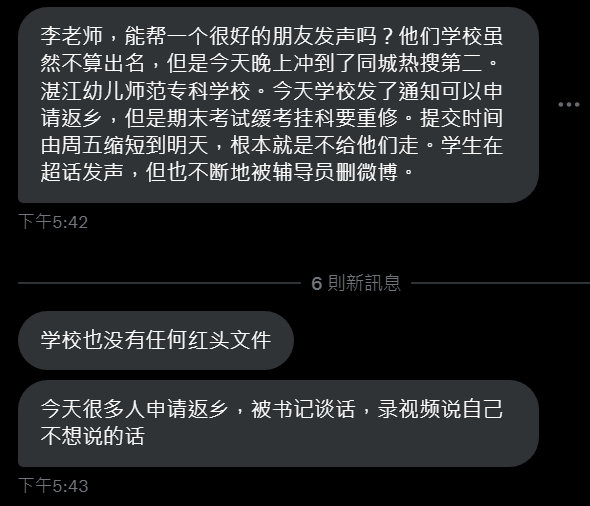 李老师，能帮一个很好的朋友发声吗？他们学校虽
然不算出名，但是今天晚上冲到了同城热搜第二。
湛江幼儿师范专科学校。今天学校发了通知可以申
请返乡，但是期末考试缓考挂科要重修。提交时间
由周五缩短到明天，根本就是不给他们走。学生在
超话发声，但也不断地被辅导员删微博。
下午5:42
6 則新訊息
学校也没有任何红头文件
今天很多人申请返乡，被书记谈话，录视频说自己
不想说的话
下午5:43